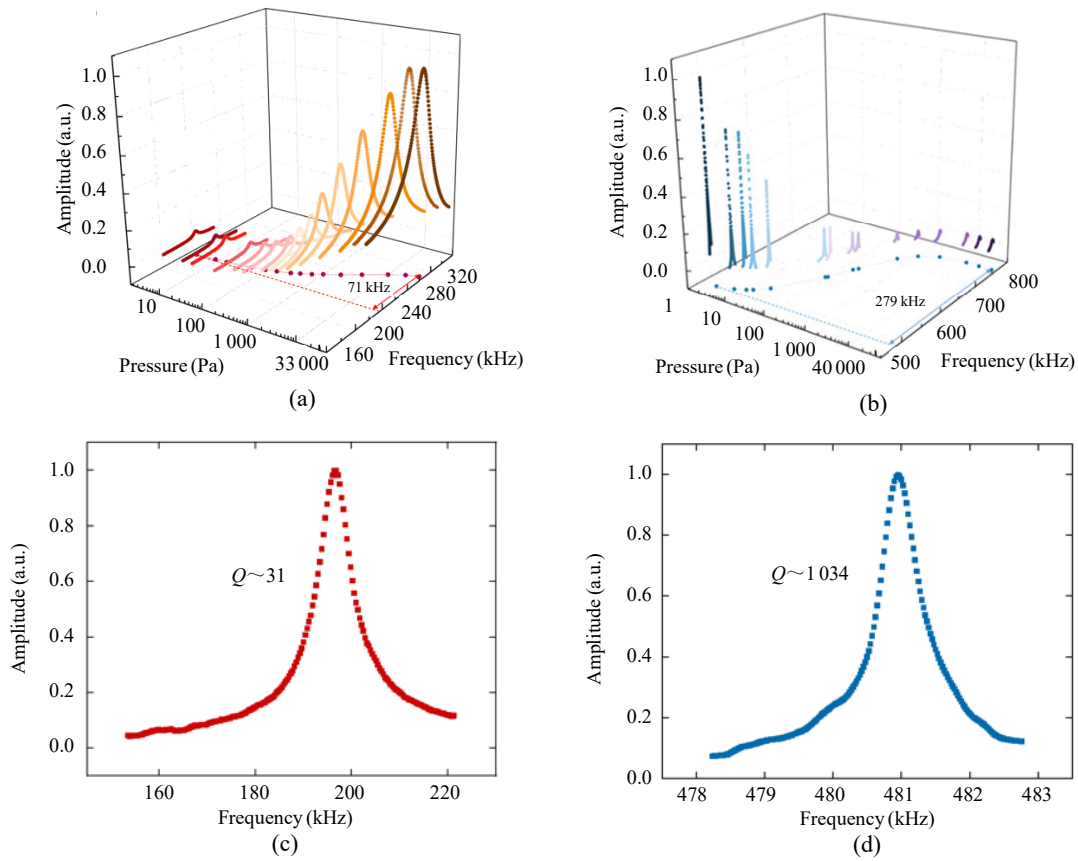 1.0
0.8
0.6
0.4
0.2
0.0
Amplitude (a.u.)
10
100
1 000
33 000
Pressure (Pa)
160
200
240
280
320
Frequency (kHz)
71 kHz
(a)
1.0
0.8
0.6
0.4
0.2
0.0
Amplitude (a.u.)
1
10
100
1 000
40 000
Pressure (Pa)
500
600
700
800
Frequency (kHz)
279 kHz
(b)
1.0
0.8
0.6
0.4
0.2
0.0
Amplitude (a.u.)
Q～31
160
180
200
220
Frequency (kHz)
(c)
1.0
0.8
0.6
0.4
0.2
0.0
Amplitude (a.u.)
Q～1 034
478
479
480
481
482
483
Frequency (kHz)
(d)